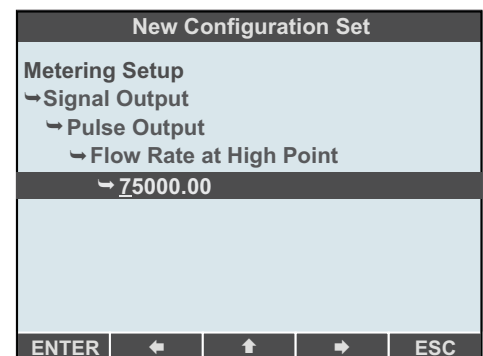 New Configuration Set
Metering Setup
➥Signal Output
➥Pulse Output
➥Flow Rate at High Point
➥75000.00
ENTER ← ↑ → ESC